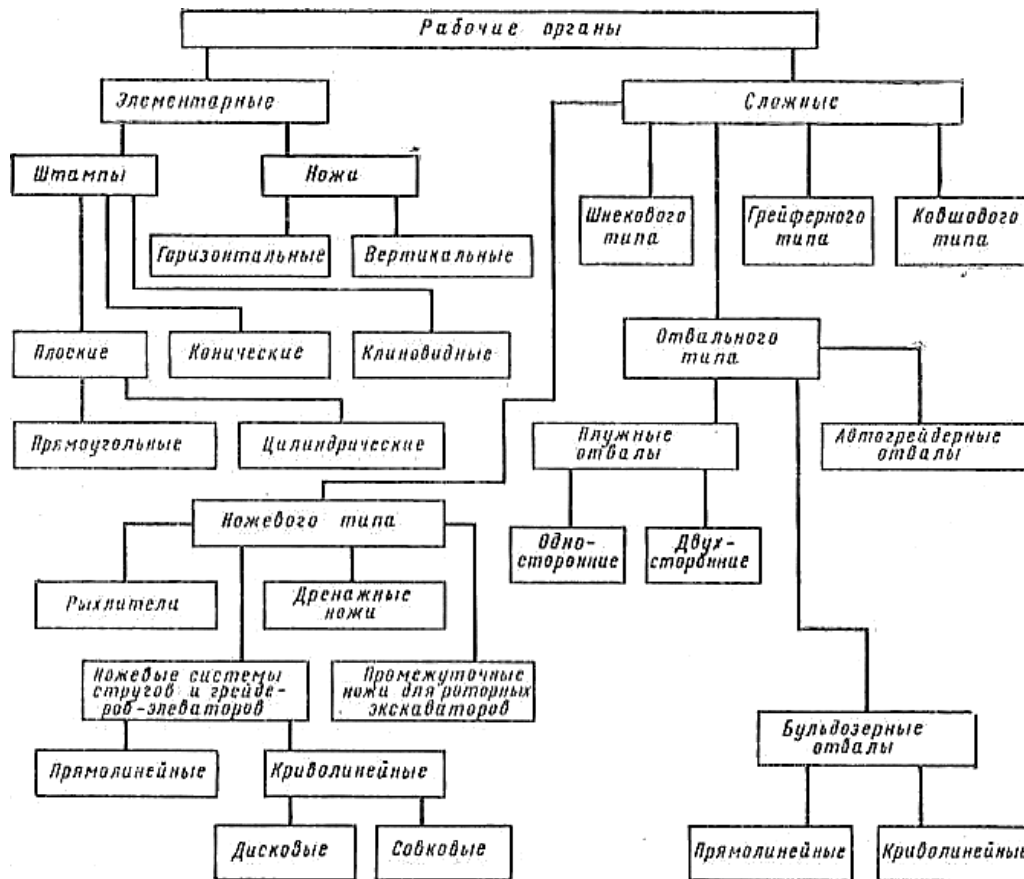 Рабочие органы
Элементарные
Сложные
Штампы
Ножи
Шнекового
типа
Грейферного
типа
Ковшового
типа
Горизонтальные
Вертикальные
Плоские
Конические
Клиновидные
Отвального
типа
Прямоугольные
Цилиндрические
Плужные
отвалы
Автогрейдерные
отвалы
Ножевого типа
Одно-
сторонние
Двух-
сторонние
Рыхлители
Дренажные
ножи
Ножевые системы
стругов и грейде-
ров-элеваторов
Промежуточные
ножи для роторных
экскаваторов
Бульдозерные
отвалы
Прямолинейные
Криволинейные
Дисковые
Совковые
Прямолинейные
Криволинейные